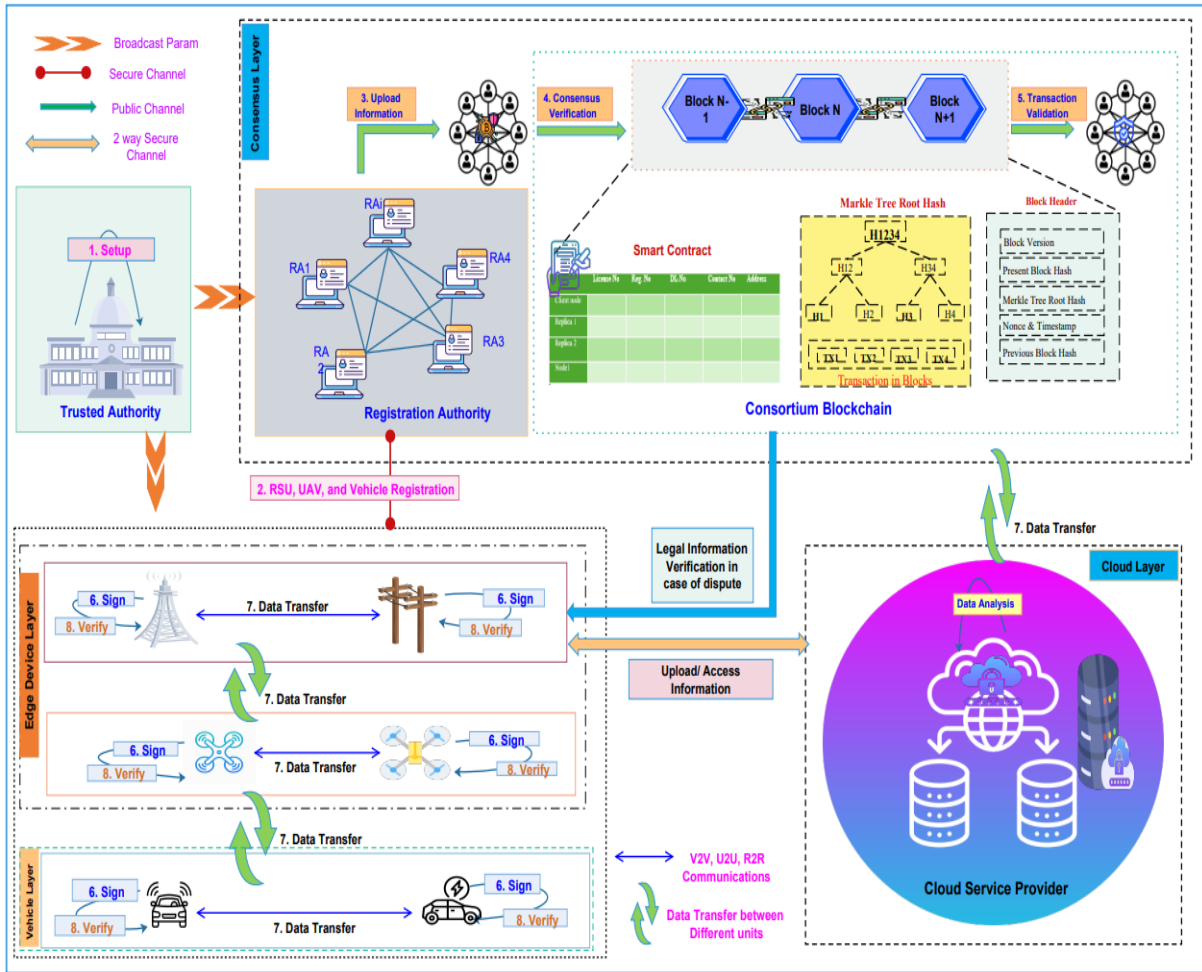 Broadcast Param
Secure Channel
Public Channel
2 way Secure
Channel
1. Setup
Trusted Authority
Consensus Layer
3. Upload
Information
4. Consensus
Verification
Block N-
1
Block N
Block
N+1
5. Transaction
Validation
RAi
RA1
RA4
RA
2
RA3
Registration Authority
Smart Contract
License No
Reg. No
DL No
Contact No
Address
Client node
Replica 1
Replica 2
Node1
Markle Tree Root Hash
H1234
H12
H34
H1
H2
H3
H4
TX1
TX2
TX3
TX4
Transaction in Blocks
Block Header
Block Version
Present Block Hash
Merkle Tree Root Hash
Nonce & Timestamp
Previous Block Hash
Consortium Blockchain
2. RSU, UAV, and Vehicle Registration
Legal Information
Verification in
case of dispute
7. Data Transfer
Upload/ Access
Information
Edge Device Layer
6. Sign
8. Verify
7. Data Transfer
6. Sign
8. Verify
7. Data Transfer
6. Sign
8. Verify
7. Data Transfer
6. Sign
8. Verify
7. Data Transfer
Vehicle Layer
6. Sign
8. Verify
7. Data Transfer
6. Sign
8. Verify
V2V, U2U, R2R
Communications
Data Transfer between
Different units
Cloud Layer
Data Analysis
Cloud Service Provider